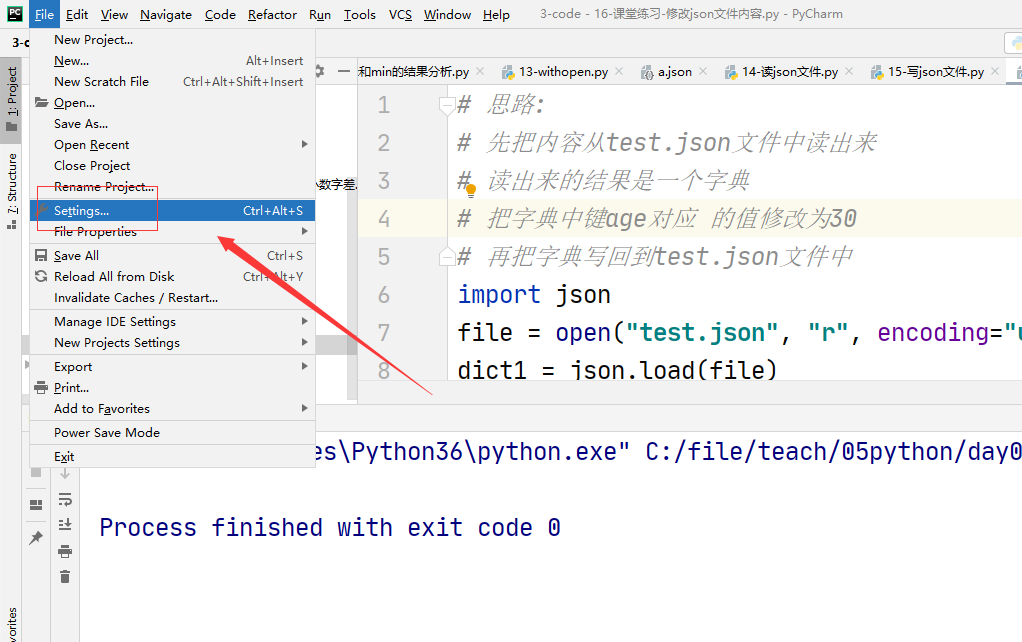 PC File Edit View Navigate Code Refactor Run Tools VCS Window Help 3-code - 16-课堂练习-修改json文件内容.py - PyCharm
New Project...
New... Alt+Insert
New Scratch File Ctrl+Alt+Shift+Insert
Open...
Save As...
Open Recent
Close Project
Rename Project...
Settings... Ctrl+Alt+S
File Properties
Save All Ctrl+S
Reload All from Disk Ctrl+Alt+Y
Invalidate Caches / Restart...
Manage IDE Settings
New Projects Settings
Export
Print...
Add to Favorites
Power Save Mode
Exit
1: Project
7: Structure
和min的结果分析.py 13-withopen.py a.json 14-读json文件.py 15-写json文件.py
数字差.
1 # 思路:
2 # 先把内容从test.json文件中读出来
3 # 读出来的结果是一个字典
4 # 把字典中键age对应 的值修改为30
5 # 再把字典写回到test.json文件中
6 import json
7 file = open("test.json", "r", encoding="u
8 dict1 = json.load(file)
es\Python36\python.exe" C:/file/teach/05python/day0
Process finished with exit code 0